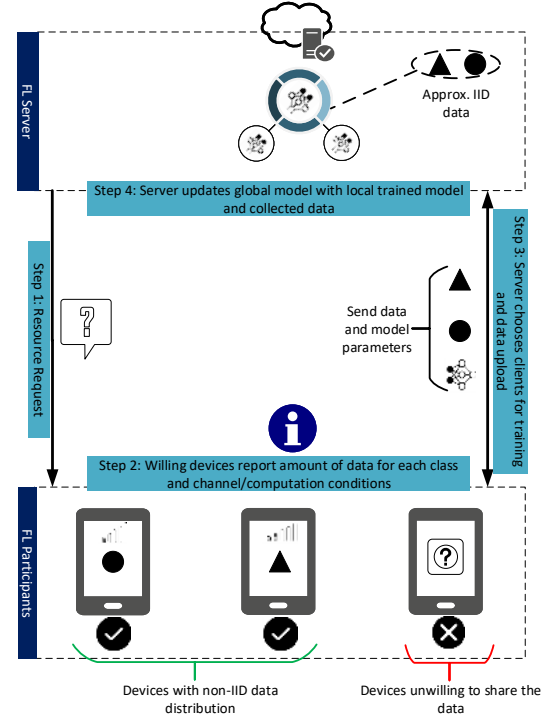 FL Server
Approx. IID
data
Step 4: Server updates global model with local trained model
and collected data
Step 1: Resource Request
?
Send data
and model
parameters
Step 3: Server chooses clients for training
and data upload
i
Step 2: Willing devices report amount of data for each class
and channel/computation conditions
FL Participants
?
Devices with non-IID data
distribution
Devices unwilling to share the
data